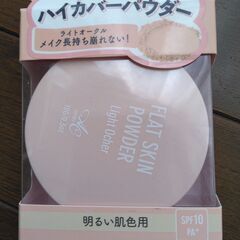 ハイカバーパウダー
ライトオークル
メイク長持ち崩れない!
FLAT SKIN
POWDER
Light Ocher
明るい肌色用
SPF10
PA+